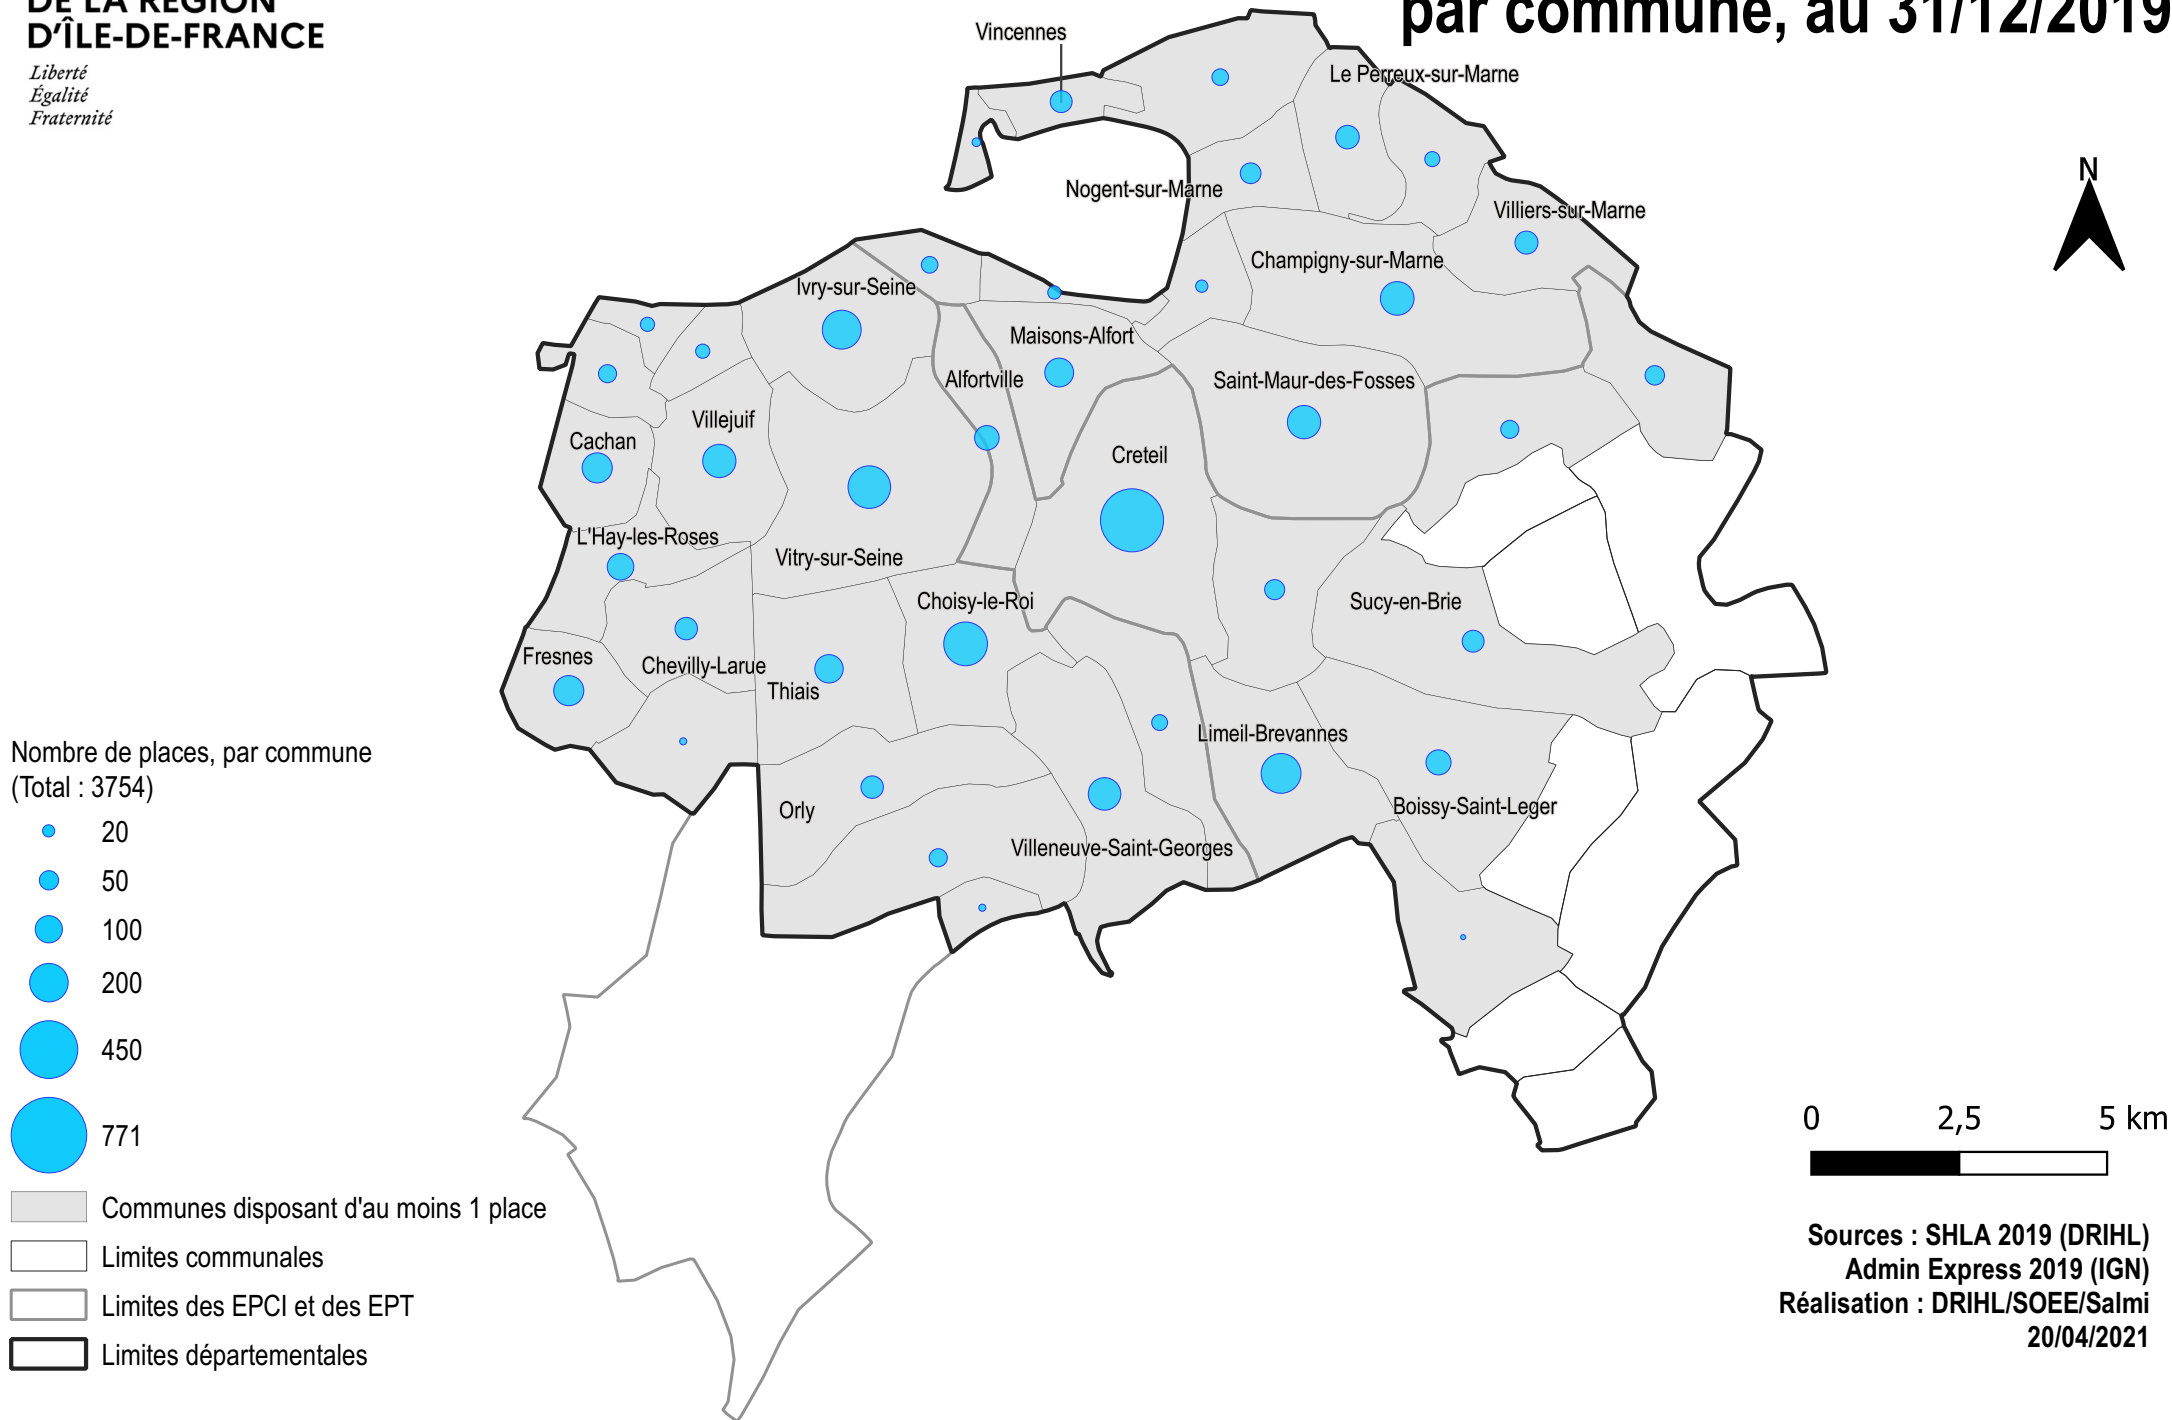 DE LA RÉGION
D'ÎLE-DE-FRANCE
Liberté
Égalité
Fraternité
par commune, au 31/12/2019
Vincennes
Le Perreux-sur-Marne
N
Nogent-sur-Marne
Villiers-sur-Marne
Champigny-sur-Marne
Ivry-sur-Seine
Maisons-Alfort
Alfortville
Saint-Maur-des-Fosses
Villejuif
Cachan
Creteil
L'Hay-les-Roses
Vitry-sur-Seine
Choisy-le-Roi
Sucy-en-Brie
Fresnes
Chevilly-Larue
Thiais
Limeil-Brevannes
Orly
Boissy-Saint-Leger
Villeneuve-Saint-Georges
Nombre de places, par commune
(Total : 3754)
20
50
100
200
450
771
Communes disposant d'au moins 1 place
Limites communales
Limites des EPCI et des EPT
Limites départementales
0 2,5 5 km
Sources : SHLA 2019 (DRIHL)
Admin Express 2019 (IGN)
Réalisation : DRIHL/SOEE/Salmi
20/04/2021